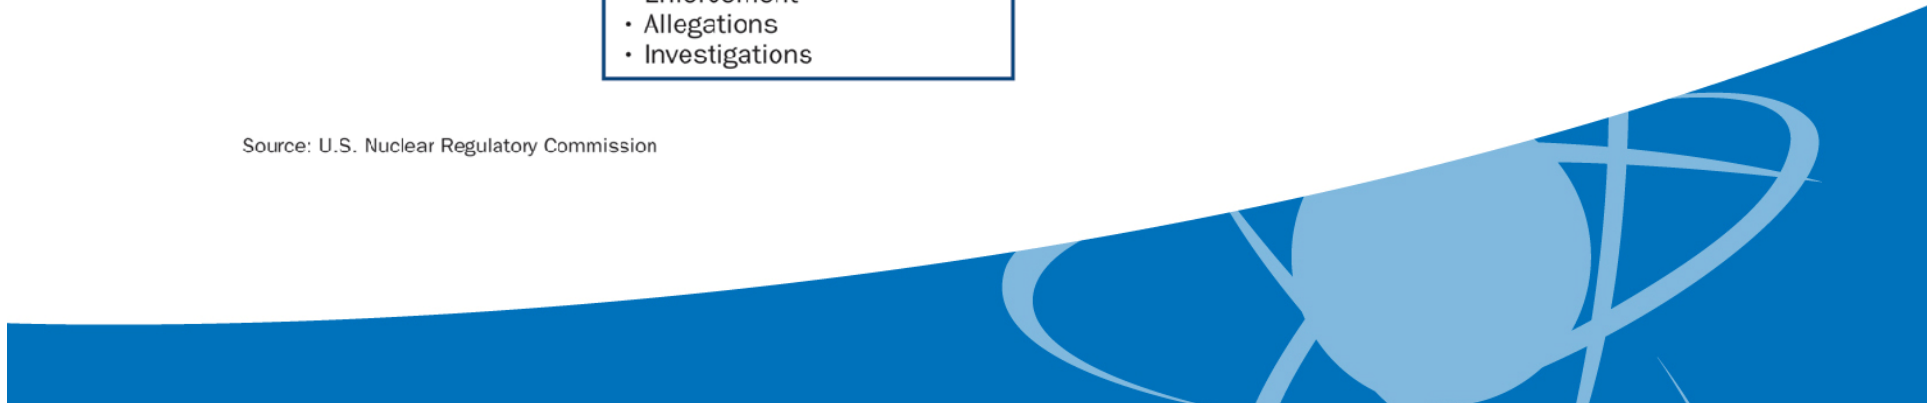 • Allegations
• Investigations
Source: U.S. Nuclear Regulatory Commission